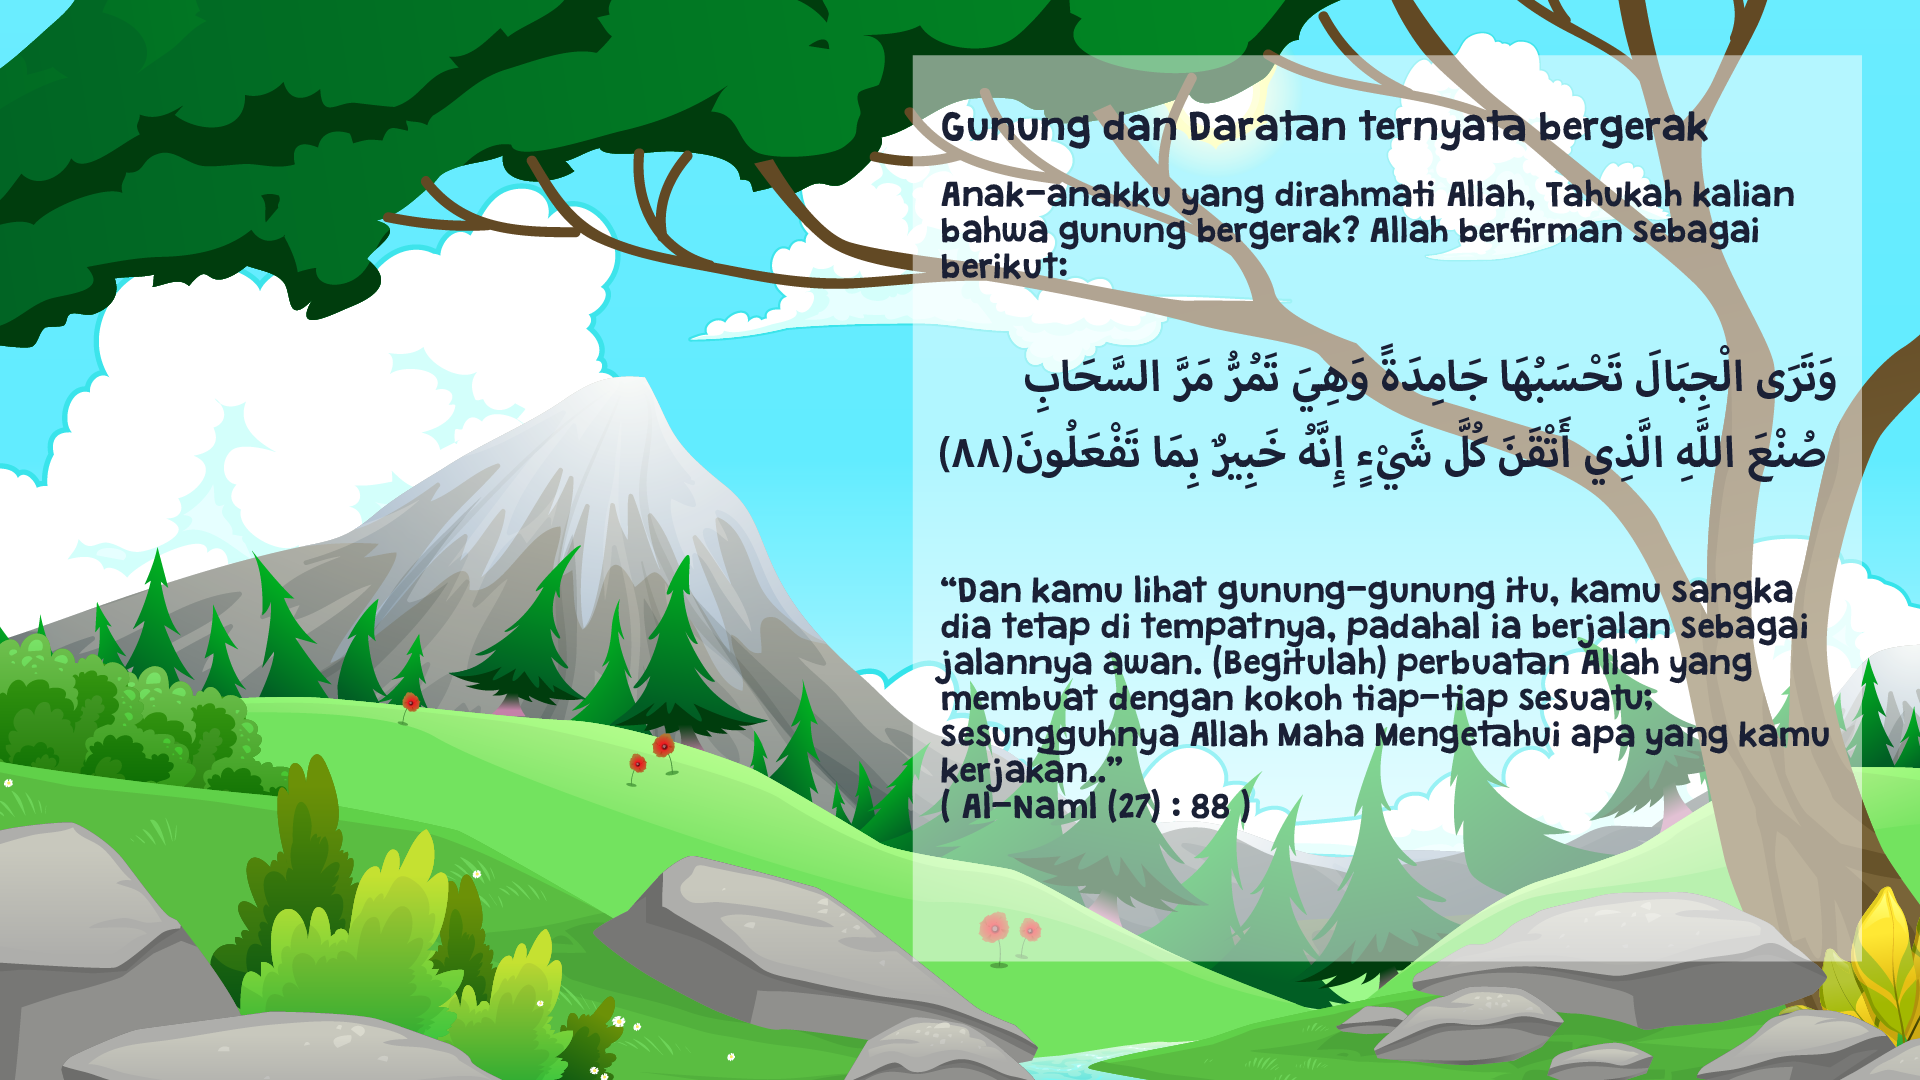 Gunung dan Daratan ternyata bergerak
Anak-anakku yang dirahmati Allah, Tahukah kalian
bahwa gunung bergerak? Allah berfirman sebagai
berikut:
وَتَرَى الْجِبَالَ تَحْسَبُهَا جَامِدَةً وَهِيَ تَمُرُّ مَرَّ السَّحَابِ
صُنْعَ اللَّهِ الَّذِي أَتْقَنَ كُلَّ شَيْءٍ إِنَّهُ خَبِيرٌ بِمَا تَفْعَلُونَ(٨٨)
“Dan kamu lihat gunung-gunung itu, kamu sangka
dia tetap di tempatnya, padahal ia berjalan sebagai
jalannya awan. (Begitulah) perbuatan Allah yang
membuat dengan kokoh tiap-tiap sesuatu;
sesungguhnya Allah Maha Mengetahui apa yang kamu
kerjakan..”
( Al-Naml (27) : 88 )